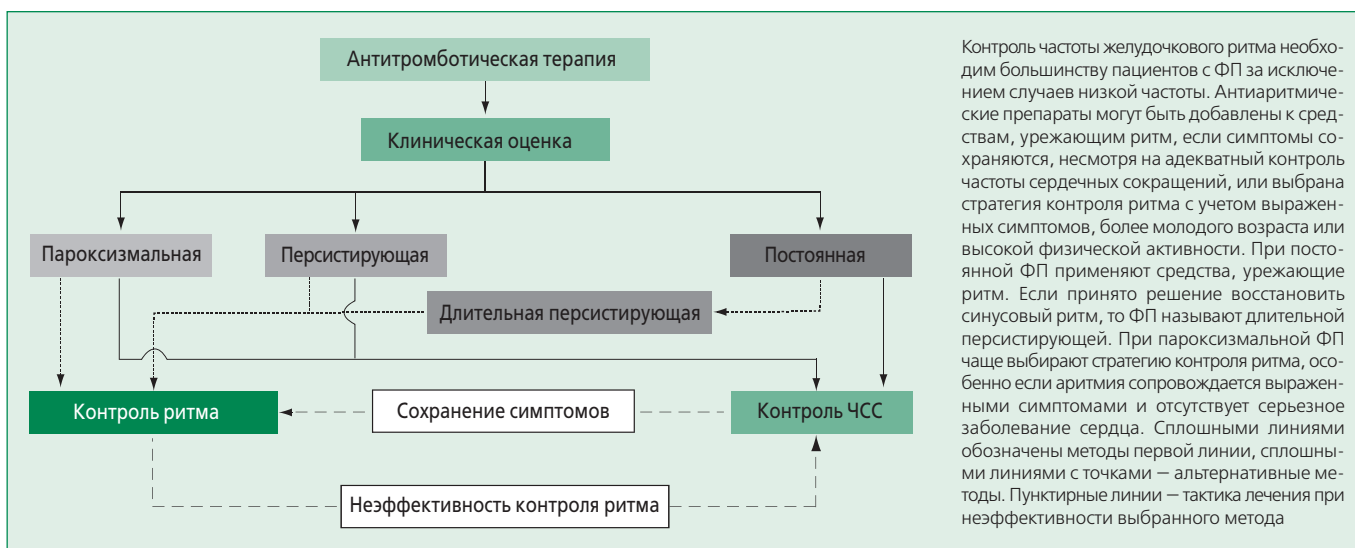 Антитромботическая терапия
Клиническая оценка
Пароксизмальная
Персистирующая
Постоянная
Длительная персистирующая
Контроль ритма
Сохранение симптомов
Контроль ЧСС
Неэффективность контроля ритма
Контроль частоты желудочкового ритма необхо-
дим большинству пациентов с ФП за исключе-
нием случаев низкой частоты. Антиаритмиче-
ские препараты могут быть добавлены к сред-
ствам, урежающим ритм, если симптомы со-
храняются, несмотря на адекватный контроль
частоты сердечных сокращений, или выбрана
стратегия контроля ритма с учетом выражен-
ных симптомов, более молодого возраста или
высокой физической активности. При посто-
янной ФП применяют средства, урежающие
ритм. Если принято решение восстановить
синусовый ритм, то ФП называют длительной
персистирующей. При пароксизмальной ФП
чаще выбирают стратегию контроля ритма, осо-
бенно если аритмия сопровождается выражен-
ными симптомами и отсутствует серьезное
заболевание сердца. Сплошными линиями
обозначены методы первой линии, сплошны-
ми линиями с точками — альтернативные ме-
тоды. Пунктирные линии — тактика лечения при
неэффективности выбранного метода